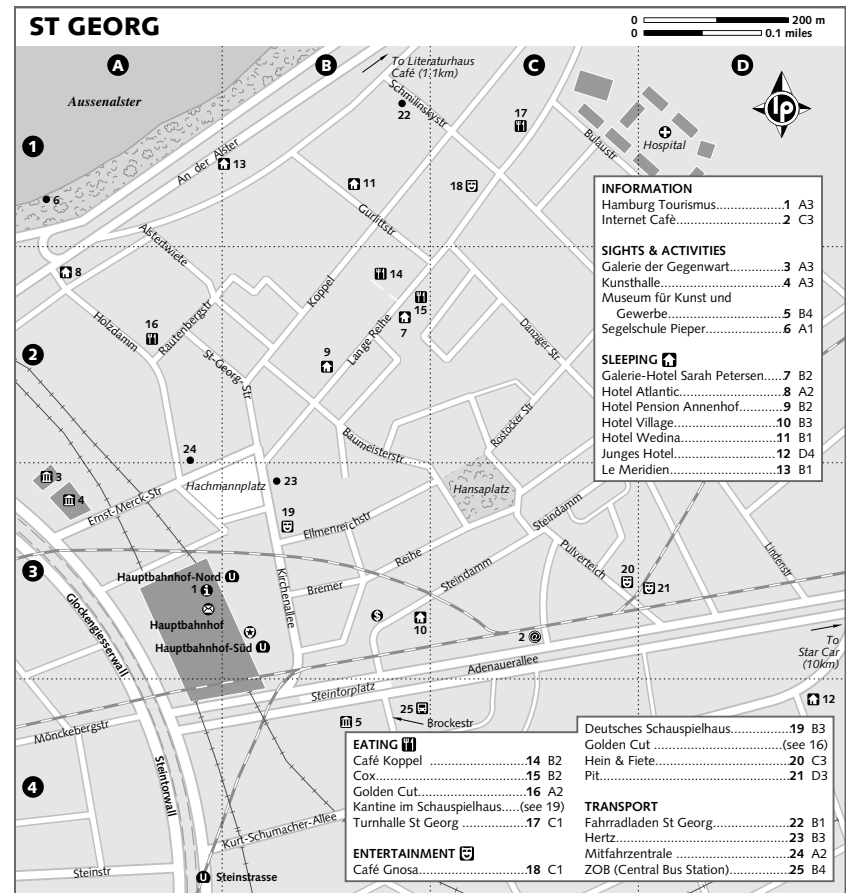 ST GEORG
0 200 m
0 0.1 miles
A
B
C
D
To Literaturhaus
Café (1.1km)
Aussenalster
Schmilinskystr
22
17
lp
1
An der Alster
13
Bulaustr
Hospital
11
18
6
Gurlittstr
INFORMATION
Hamburg Tourismus 1 A3
Internet Cafè 2 C3
SIGHTS & ACTIVITIES
Galerie der Gegenwart 3 A3
Kunsthalle 4 A3
Museum für Kunst und
Gewerbe 5 B4
Segelschule Pieper 6 A1
SLEEPING
Galerie-Hotel Sarah Petersen 7 B2
Hotel Atlantic 8 A2
Hotel Pension Annenhof 9 B2
Hotel Village 10 B3
Hotel Wedina 11 B1
Junges Hotel 12 D4
Le Meridien 13 B1
Alstertwiete
8
14
Koppel
15
7
Holzdamm
16
Rautenbergstr
Lange Reihe
Danziger Str
2
St-Georg-Str
9
Rostocker Str
Baumeisterstr
24
3
4
Hachmannplatz
23
Hansaplatz
Ernst-Merck-Str
19
Ellmenreichstr
Steindamm
Lindenstr
3
Reihe
Pulverteich
20
21
Hauptbahnhof-Nord U
1
Kirchenallee
Bremer
Steindamm
Glockengiesserwall
Hauptbahnhof
$
10
2 @
Hauptbahnhof-Süd U
To
Star Car
(10km)
Adenauerallee
Steintorplatz
12
25
Mönckebergstr
5
Brockestr
Steintorwall
4
EATING
Café Koppel 14 B2
Cox 15 B2
Golden Cut 16 A2
Kantine im Schauspielhaus (see 19)
Turnhalle St Georg 17 C1
ENTERTAINMENT
Café Gnosa 18 C1
Deutsches Schauspielhaus 19 B3
Golden Cut (see 16)
Hein & Fiete 20 C3
Pit 21 D3
TRANSPORT
Fahrradladen St Georg 22 B1
Hertz 23 B3
Mitfahrzentrale 24 A2
ZOB (Central Bus Station) 25 B4
Kurt-Schumacher-Allee
Steinstr
U Steinstrasse